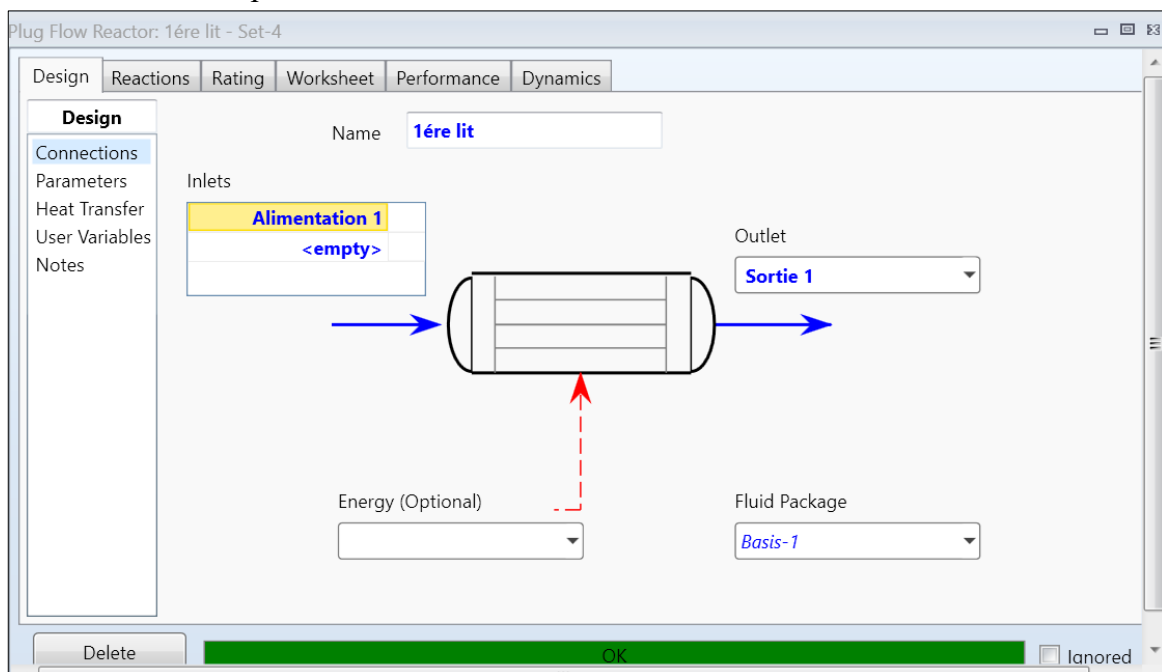 Plug Flow Reactor: 1ére lit - Set-4
Design Reactions Rating Worksheet Performance Dynamics
Design
Connections
Parameters
Heat Transfer
User Variables
Notes
Name 1ére lit
Inlets
Alimentation 1
<empty>
Outlet
Sortie 1
Energy (Optional)
Fluid Package
Basis-1
Delete
OK
Ignored